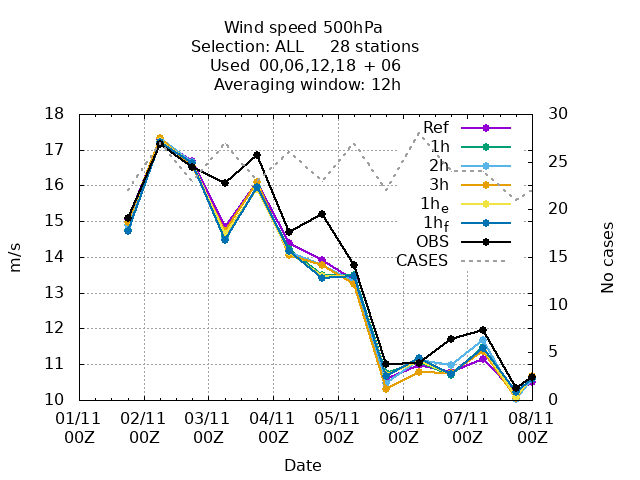 Wind speed 500hPa
Selection: ALL 28 stations
Used 00,06,12,18 + 06
Averaging window: 12h
18
17
16
15
14
13
12
11
10
m/s
30
25
20
15
10
5
0
No cases
Ref
1h
2h
3h
1h_e
1h_f
OBS
CASES
01/11 02/11 03/11 04/11 05/11 06/11 07/11 08/11
00Z 00Z 00Z 00Z 00Z 00Z 00Z 00Z
Date